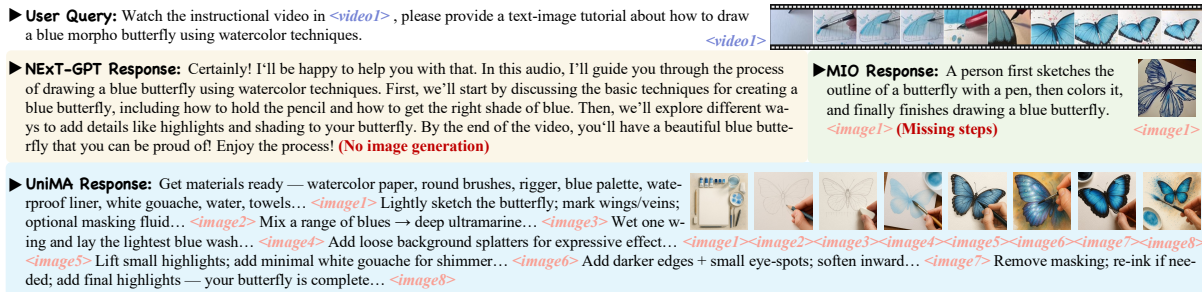 ▶ User Query: Watch the instructional video in <video1> , please provide a text-image tutorial about how to draw
a blue morpho butterfly using watercolor techniques.
<video1>
▶ NExT-GPT Response: Certainly! I‘ll be happy to help you with that. In this audio, I’ll guide you through the process
of drawing a blue butterfly using watercolor techniques. First, we’ll start by discussing the basic techniques for creating a
blue butterfly, including how to hold the pencil and how to get the right shade of blue. Then, we’ll explore different wa-
ys to add details like highlights and shading to your butterfly. By the end of the video, you‘ll have a beautiful blue butte-
rfly that you can be proud of! Enjoy the process! (No image generation)
▶MIO Response: A person first sketches the
outline of a butterfly with a pen, then colors it,
and finally finishes drawing a blue butterfly.
<image1> (Missing steps)
<image1>
▶ UniMA Response: Get materials ready — watercolor paper, round brushes, rigger, blue palette, wate-
rproof liner, white gouache, water, towels… <image1> Lightly sketch the butterfly; mark wings/veins;
optional masking fluid… <image2> Mix a range of blues → deep ultramarine… <image3> Wet one w-
ing and lay the lightest blue wash… <image4> Add loose background splatters for expressive effect…
<image1><image2><image3><image4><image5><image6><image7><image8>
<image5> Lift small highlights; add minimal white gouache for shimmer… <image6> Add darker edges + small eye-spots; soften inward… <image7> Remove masking; re-ink if nee-
ded; add final highlights — your butterfly is complete… <image8>